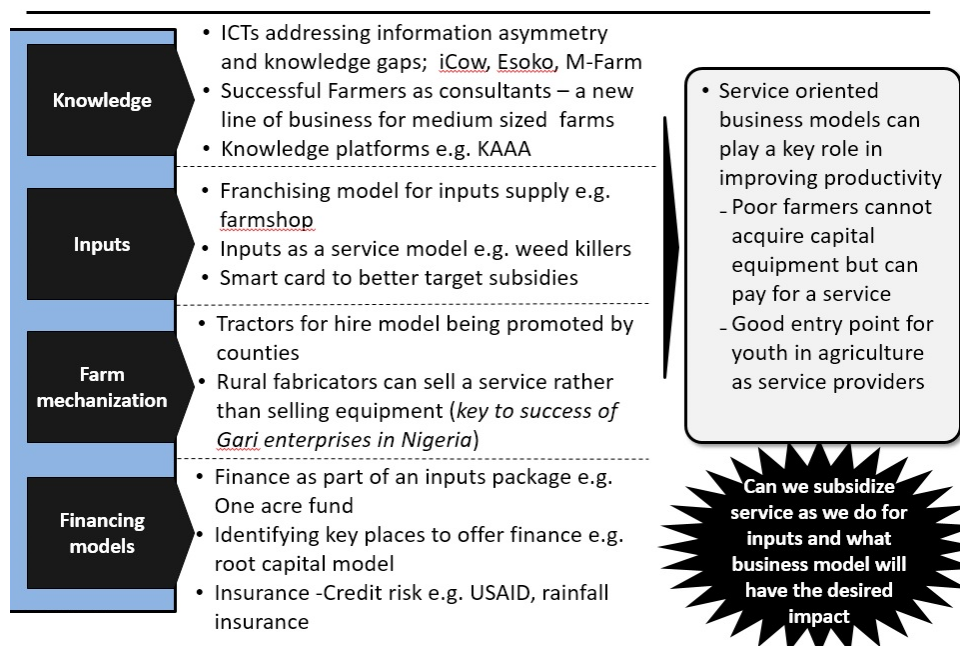 Knowledge
• ICTs addressing information asymmetry
and knowledge gaps;  iCow, Esoko, M-Farm
• Successful Farmers as consultants – a new
line of business for medium sized  farms
• Knowledge platforms e.g. KAAA
Inputs
• Franchising model for inputs supply e.g.
farmshop
• Inputs as a service model e.g. weed killers
• Smart card to better target subsidies
Farm
mechanization
• Tractors for hire model being promoted by
counties
• Rural fabricators can sell a service rather
than selling equipment (key to success of
Gari enterprises in Nigeria)
Financing
models
• Finance as part of an inputs package e.g.
One acre fund
• Identifying key places to offer finance e.g.
root capital model
• Insurance -Credit risk e.g. USAID, rainfall
insurance
• Service oriented
business models can
play a key role in
improving productivity
– Poor farmers cannot
acquire capital
equipment but can
pay for a service
– Good entry point for
youth in agriculture
as service providers
Can we subsidize
service as we do for
inputs and what
business model will
have the desired
impact